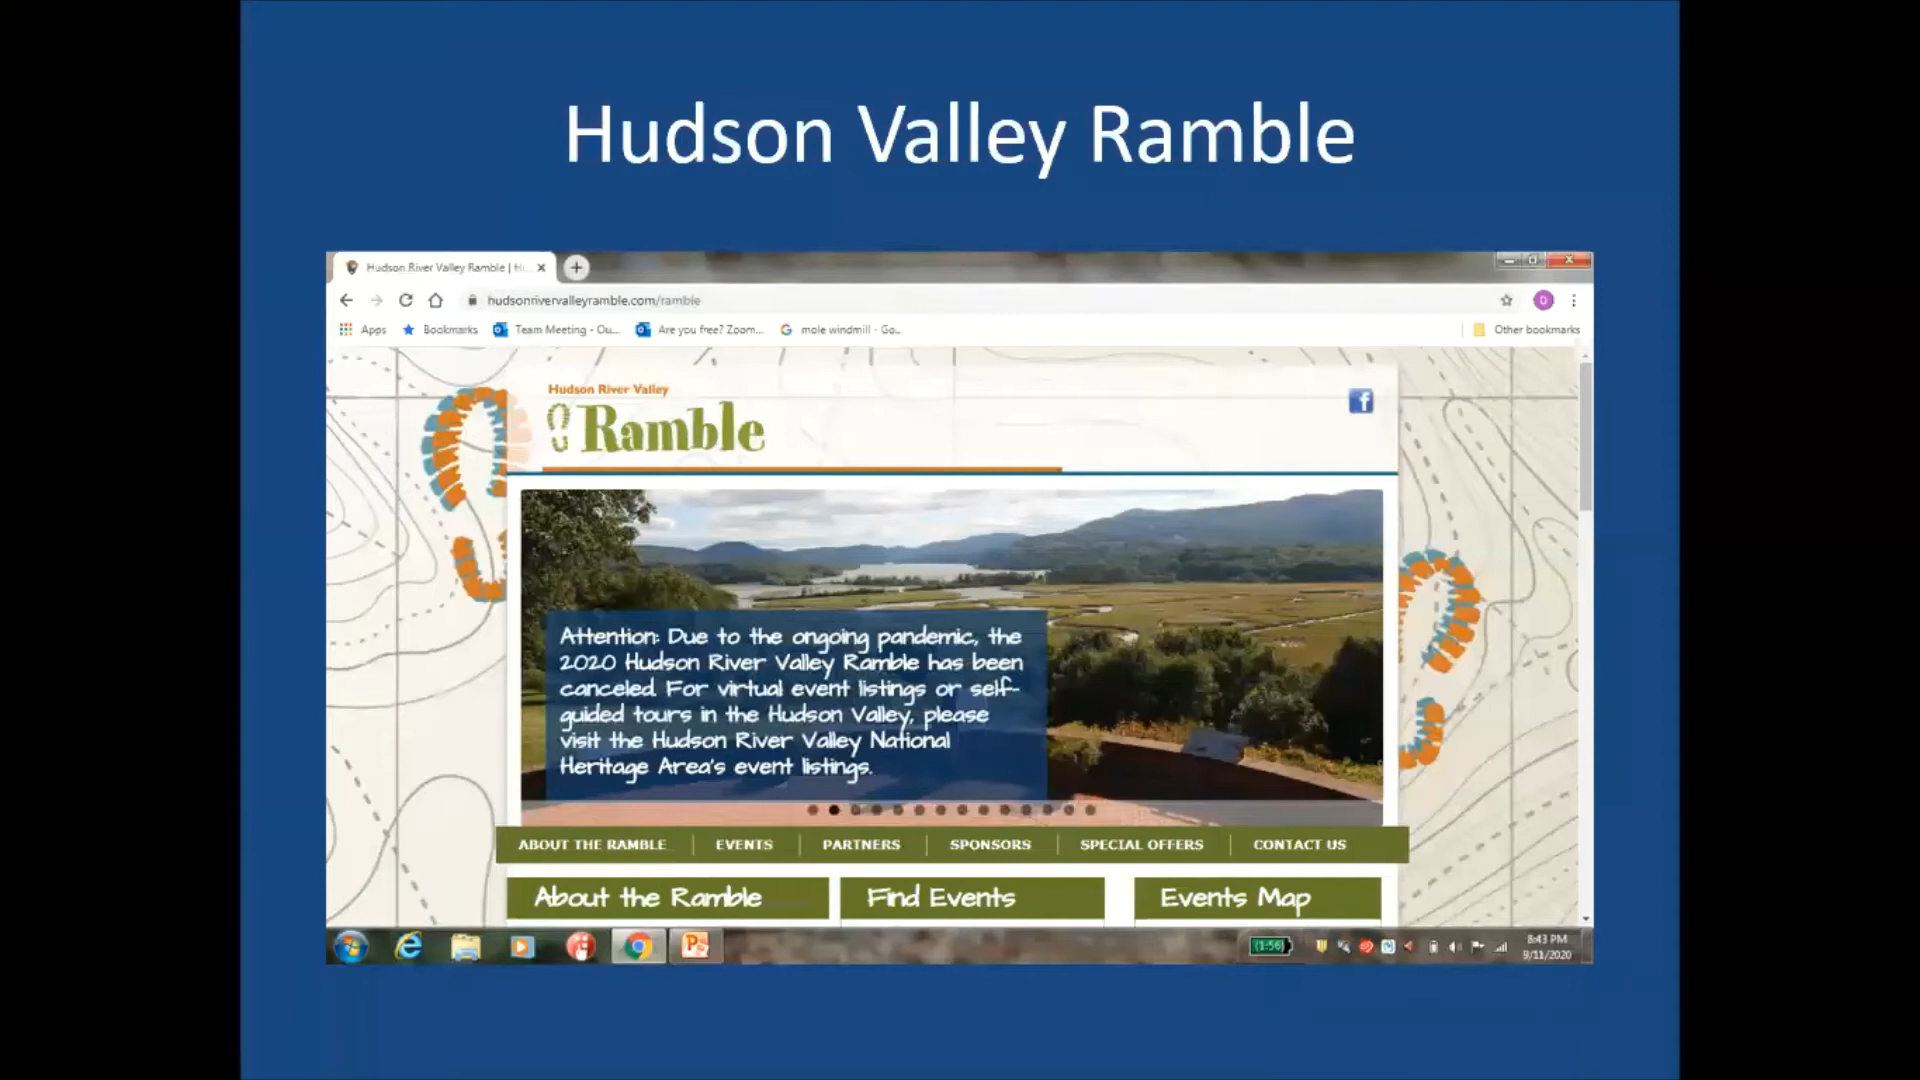 Hudson Valley Ramble
Hudson River Valley Ramble | Hu...
hudsonrivervalleyramble.com/ramble
D
Apps Bookmarks Team Meeting - Ou... Are you free? Zoom... mole windmill - Go... Other bookmarks
Hudson River Valley
Ramble
f
Attention: Due to the ongoing pandemic, the
2020 Hudson River Valley Ramble has been
canceled. For virtual event listings or self-
guided tours in the Hudson Valley, please
visit the Hudson River Valley National
Heritage Area's event listings.
ABOUT THE RAMBLE EVENTS PARTNERS SPONSORS SPECIAL OFFERS CONTACT US
About the Ramble Find Events Events Map
(1:56)
8:43 PM
9/11/2020